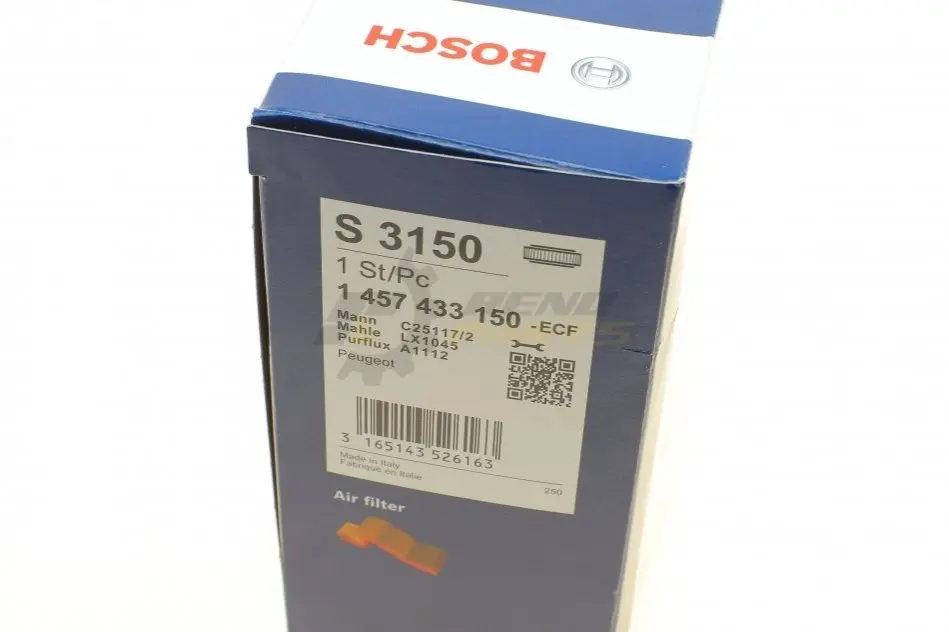 BOSCH
S 3150
1 St/Pc
1 457 433 150 -ECF
Mann C25117/2
Mahle LX1045
Purflux A1112
Peugeot
3 165143 526163
Made in Italy
Fabriqué en Italie
250
Air filter